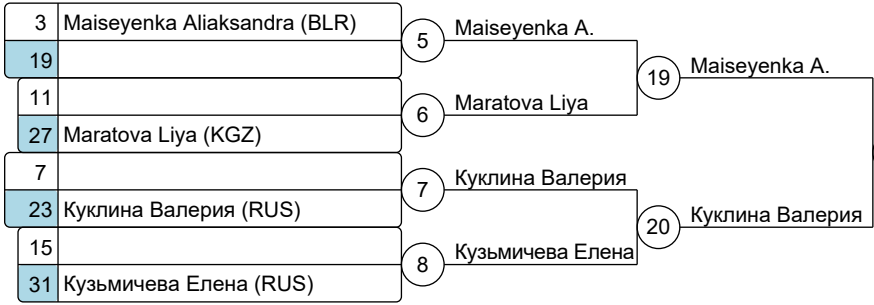 3 Maiseyenka Aliaksandra (BLR)
19
11
27 Maratova Liya (KGZ)
7
23 Куклина Валерия (RUS)
15
31 Кузьмичева Елена (RUS)
5 Maiseyenka A.
6 Maratova Liya
7 Куклина Валерия
8 Кузьмичева Елена
19 Maiseyenka A.
20 Куклина Валерия